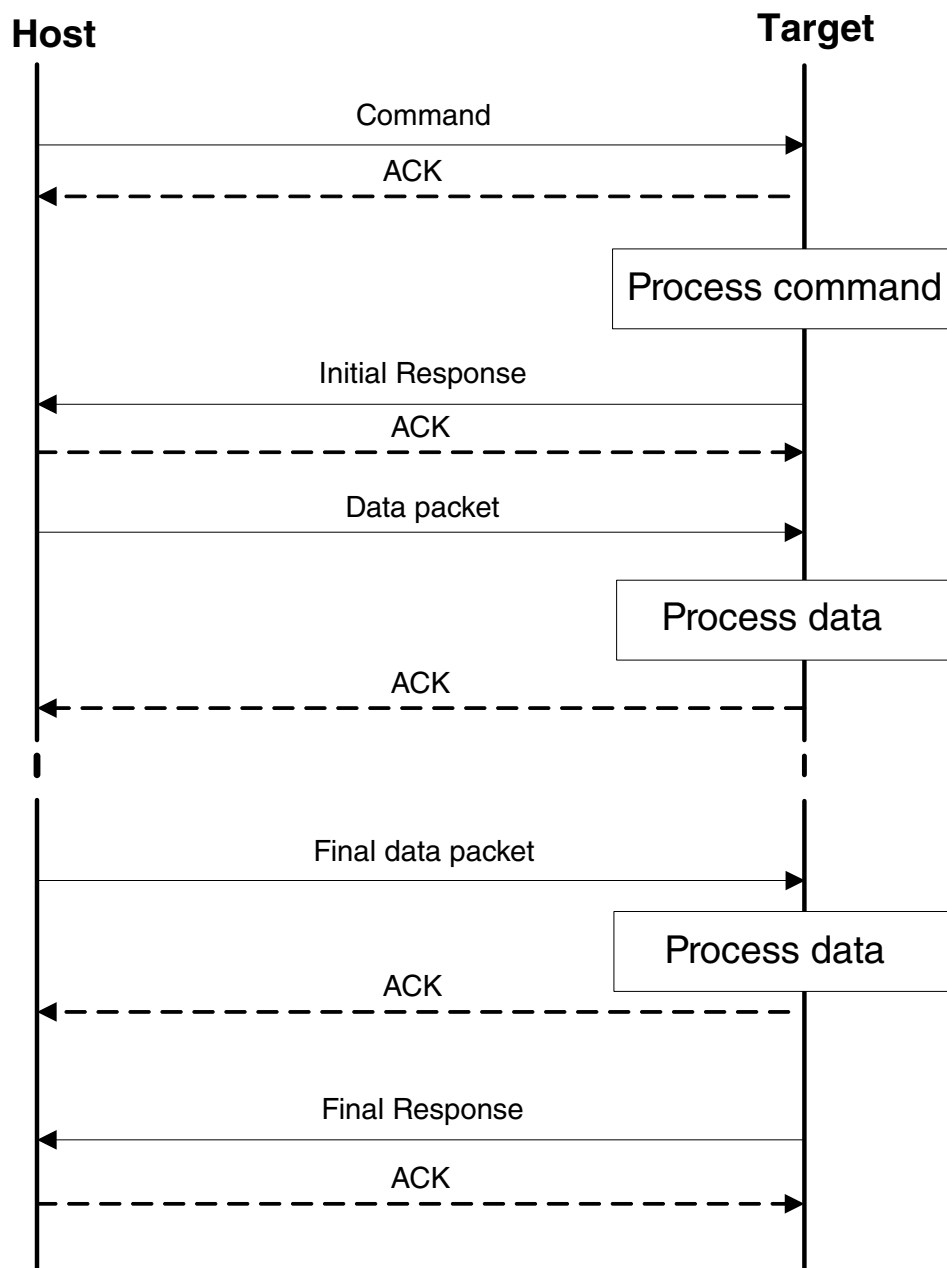 Host
Target
Command
ACK
Process command
Initial Response
ACK
Data packet
Process data
ACK
Final data packet
Process data
ACK
Final Response
ACK